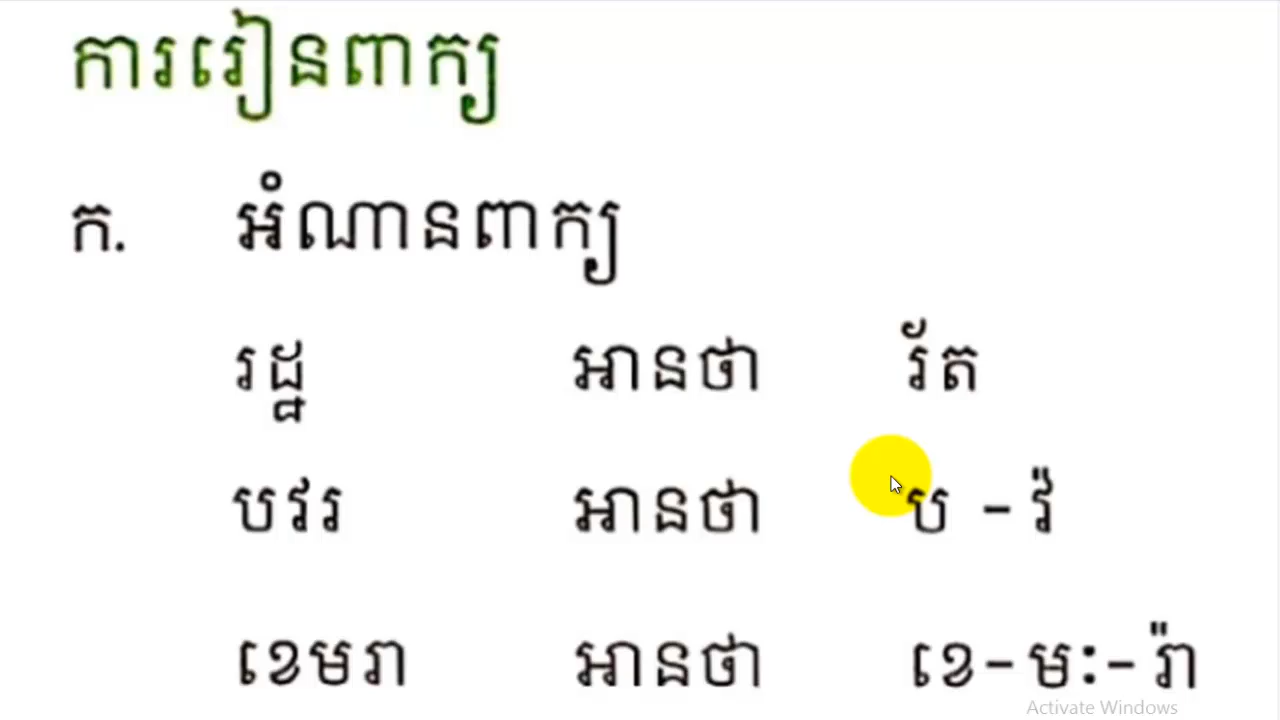 ការរៀនពាក្យ
ក. អំណានពាក្យ
រដ្ឋ អានថា រ័ត
បវរ អានថា ប - វ៉
ខេមរា អានថា ខេ-មៈ-រ៉ា
Activate Windows